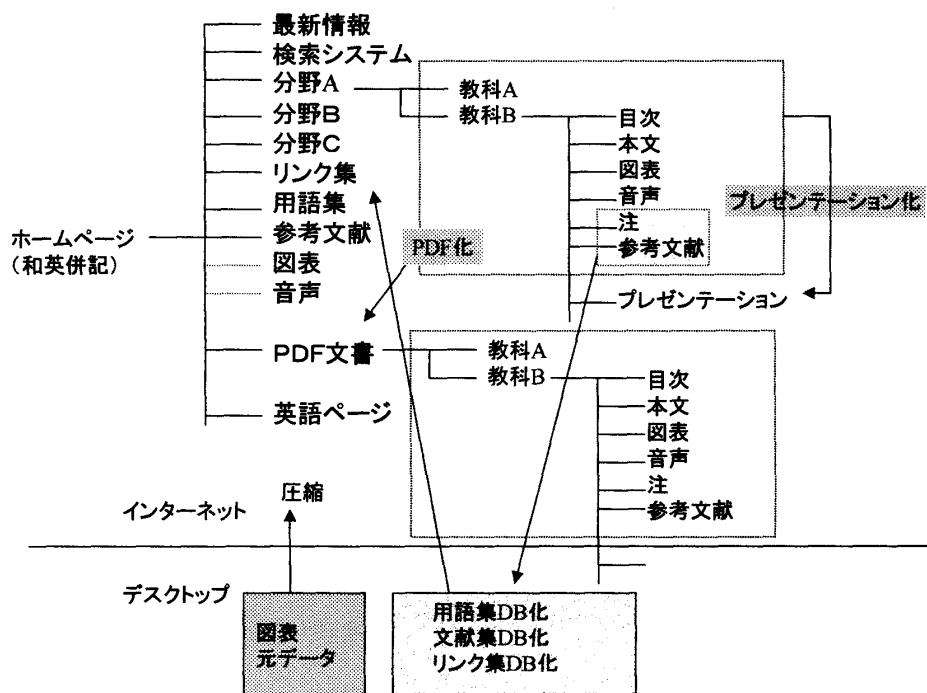 最新情報
検索システム
分野A
分野B
分野C
リンク集
用語集
参考文献
図表
音声
PDF文書
英語ページ
ホームページ
(和英併記)
教科A
教科B
目次
本文
図表
音声
注
参考文献
プレゼンテーション
プレゼンテーション化
PDF化
教科A
教科B
目次
本文
図表
音声
注
参考文献
圧縮
インターネット
デスクトップ
図表
元データ
用語集DB化
文献集DB化
リンク集DB化